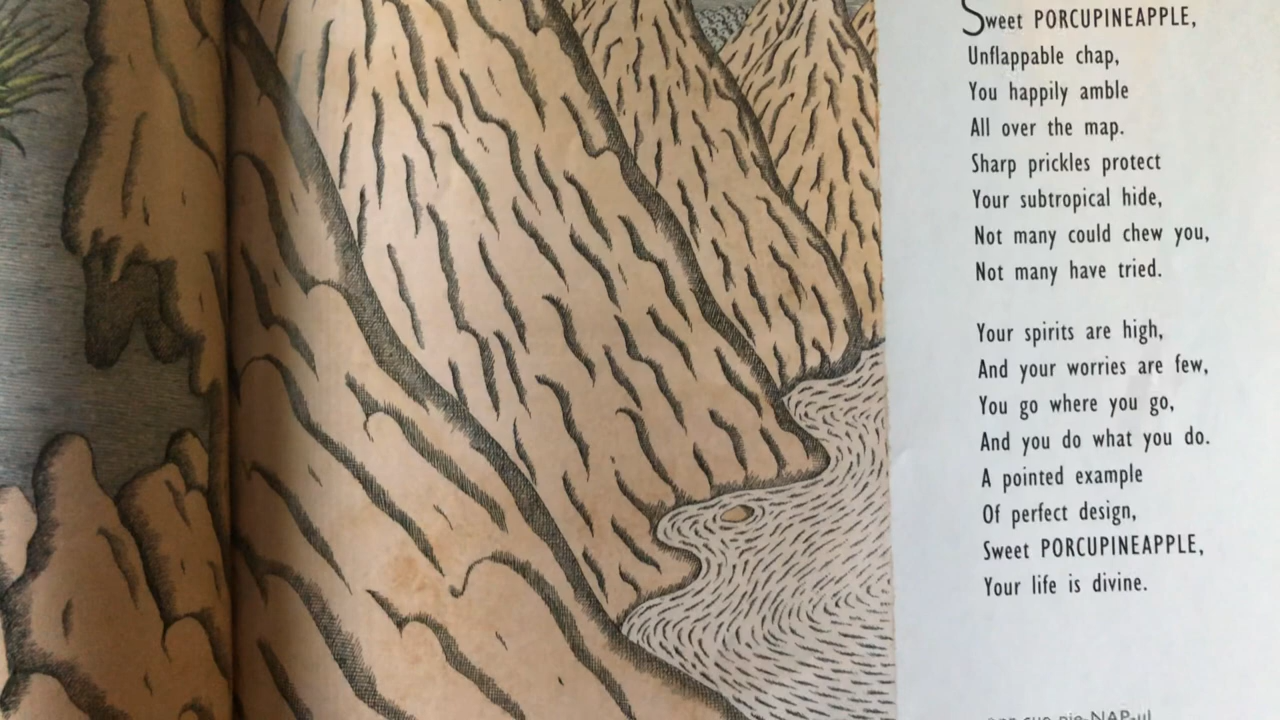 Sweet PORCUPINEAPPLE,
Unflappable chap,
You happily amble
All over the map.
Sharp prickles protect
Your subtropical hide,
Not many could chew you,
Not many have tried.
Your spirits are high,
And your worries are few,
You go where you go,
And you do what you do.
A pointed example
Of perfect design,
Sweet PORCUPINEAPPLE,
Your life is divine.